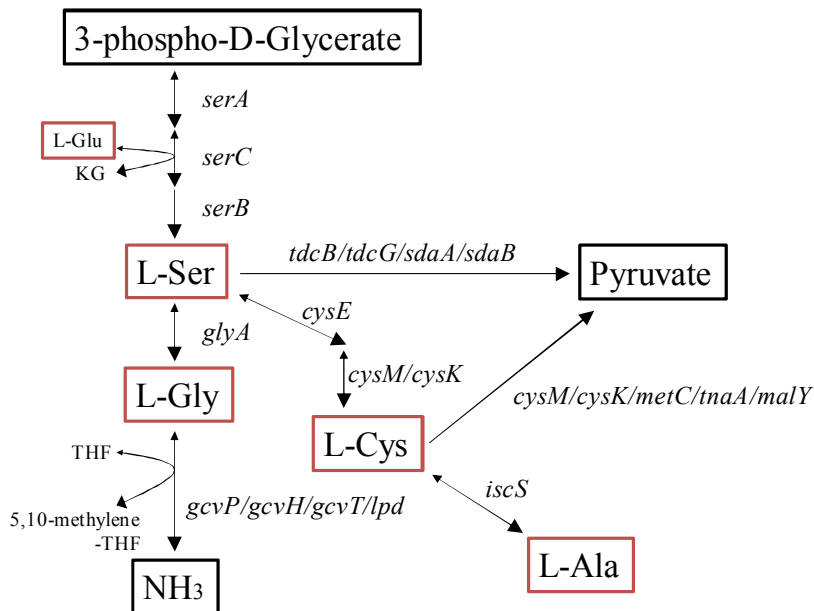 3-phospho-D-Glycerate
serA
L-Glu
KG
serC
serB
L-Ser
tdcB/tdcG/sdaA/sdaB
Pyruvate
cysE
glyA
cysM/cysK
L-Gly
cysM/cysK/metC/tnaA/malY
L-Cys
THF
iscS
gcvP/gcvH/gcvT/lpd
5,10-methylene
-THF
NH₃
L-Ala